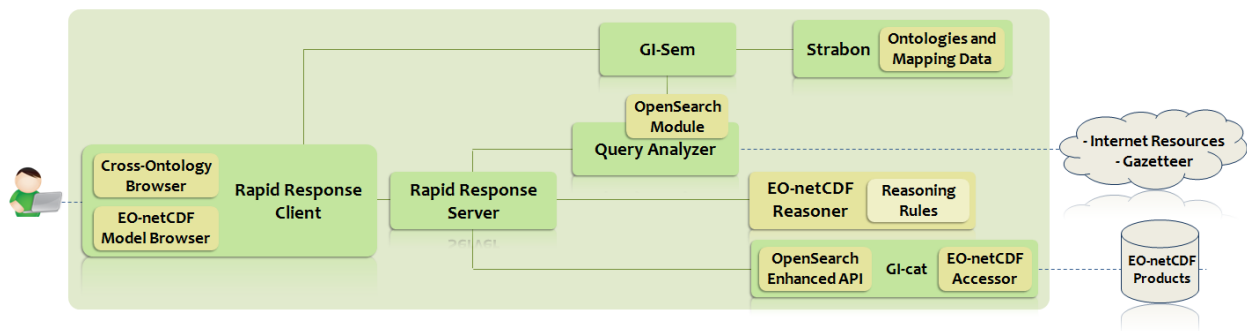 GI-Sem
Strabon
Ontologies and
Mapping Data
OpenSearch
Module
Query Analyzer
- Internet Resources
- Gazetteer
Cross-Ontology
Browser
EO-netCDF
Model Browser
Rapid Response
Client
Rapid Response
Server
EO-netCDF
Reasoner
Reasoning
Rules
OpenSearch
Enhanced API
GI-cat
EO-netCDF
Accessor
EO-netCDF
Products